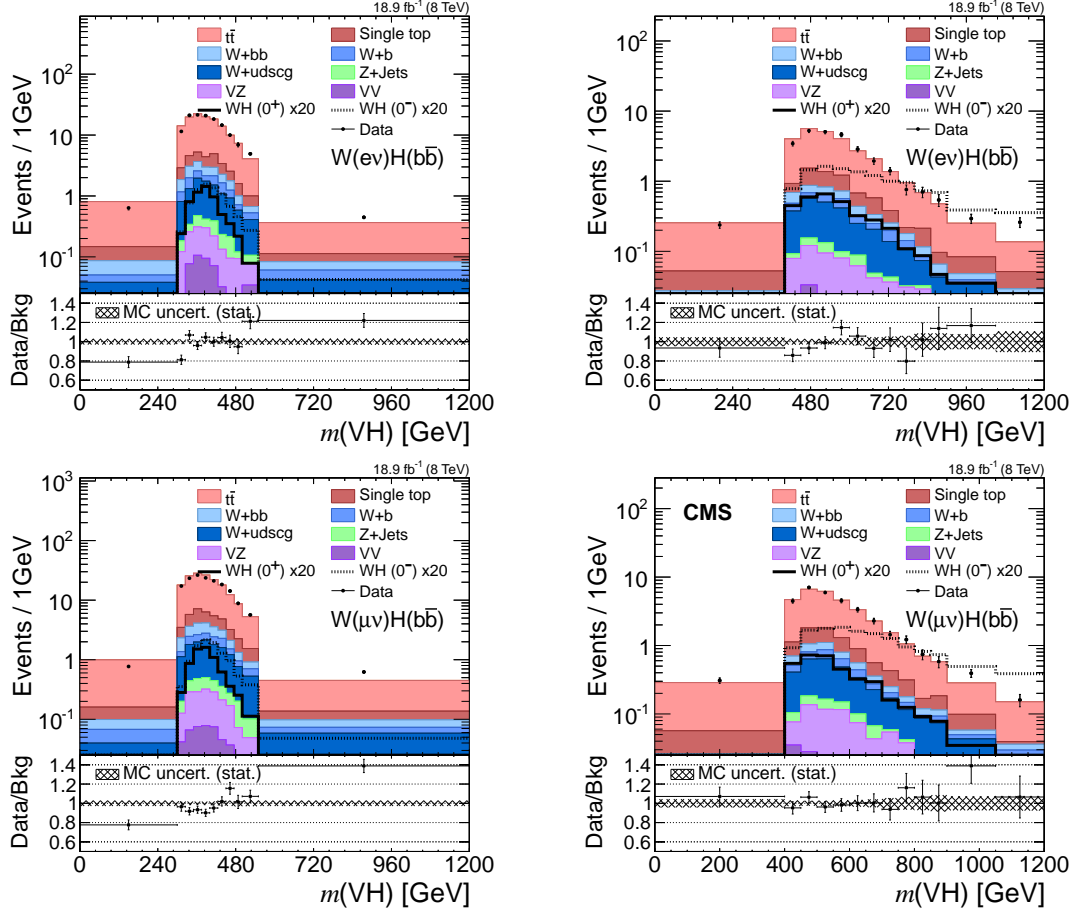 18.9 fb⁻¹ (8 TeV)
Events / 1GeV
10²
10
1
10⁻¹
tt̄
Single top
W+bb
W+b
W+udscg
Z+Jets
VZ
VV
WH (0⁺) x20
WH (0⁻) x20
Data
W(eν)H(bb̄)
Data/Bkg
1.4
1.2
1
0.8
0.6
MC uncert. (stat.)
0 240 480 720 960 1200
m(VH) [GeV]
18.9 fb⁻¹ (8 TeV)
Events / 1GeV
10²
10
1
10⁻¹
tt̄
Single top
W+bb
W+b
W+udscg
Z+Jets
VZ
VV
WH (0⁺) x20
WH (0⁻) x20
Data
W(eν)H(bb̄)
Data/Bkg
1.4
1.2
1
0.8
0.6
MC uncert. (stat.)
0 240 480 720 960 1200
m(VH) [GeV]
18.9 fb⁻¹ (8 TeV)
Events / 1GeV
10³
10²
10
1
10⁻¹
tt̄
Single top
W+bb
W+b
W+udscg
Z+Jets
VZ
VV
WH (0⁺) x20
WH (0⁻) x20
Data
W(μν)H(bb̄)
Data/Bkg
1.4
1.2
1
0.8
0.6
MC uncert. (stat.)
0 240 480 720 960 1200
m(VH) [GeV]
18.9 fb⁻¹ (8 TeV)
CMS
Events / 1GeV
10²
10
1
10⁻¹
tt̄
Single top
W+bb
W+b
W+udscg
Z+Jets
VZ
VV
WH (0⁺) x20
WH (0⁻) x20
Data
W(μν)H(bb̄)
Data/Bkg
1.4
1.2
1
0.8
0.6
MC uncert. (stat.)
0 200 400 600 800 1000 1200
m(VH) [GeV]